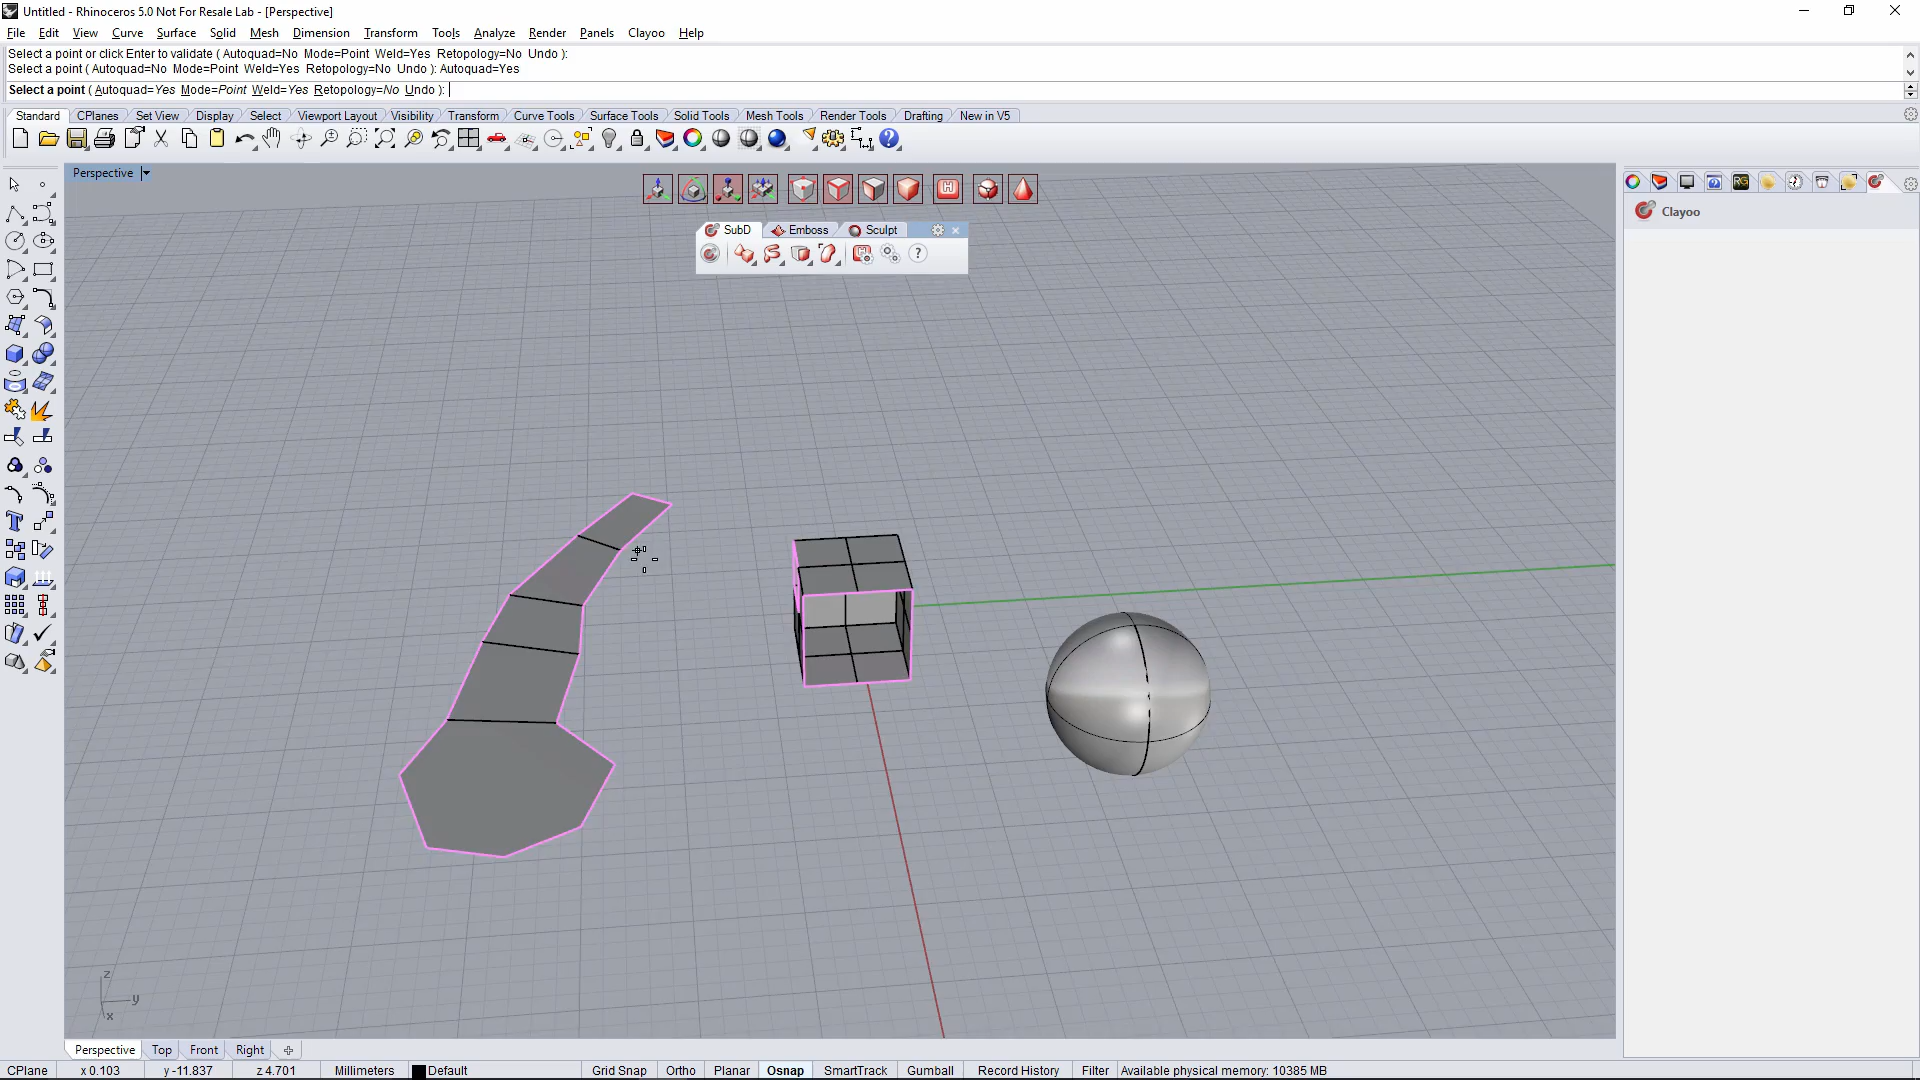 Untitled - Rhinoceros 5.0 Not For Resale Lab - [Perspective]
File Edit View Curve Surface Solid Mesh Dimension Transform Tools Analyze Render Panels Clayoo Help
Select a point or click Enter to validate ( Autoquad=No Mode=Point Weld=Yes Retopology=No Undo ):
Select a point ( Autoquad=No Mode=Point Weld=Yes Retopology=No Undo ): Autoquad=Yes
Select a point ( Autoquad=Yes Mode=Point Weld=Yes Retopology=No Undo ):
Standard CPlanes Set View Display Select Viewport Layout Visibility Transform Curve Tools Surface Tools Solid Tools Mesh Tools Render Tools Drafting New in V5
Perspective
SubD Emboss Sculpt
Clayoo
z
y
x
Perspective Top Front Right
CPlane x 0.103 y -11.837 z 4.701 Millimeters Default Grid Snap Ortho Planar Osnap SmartTrack Gumball Record History Filter Available physical memory: 10385 MB